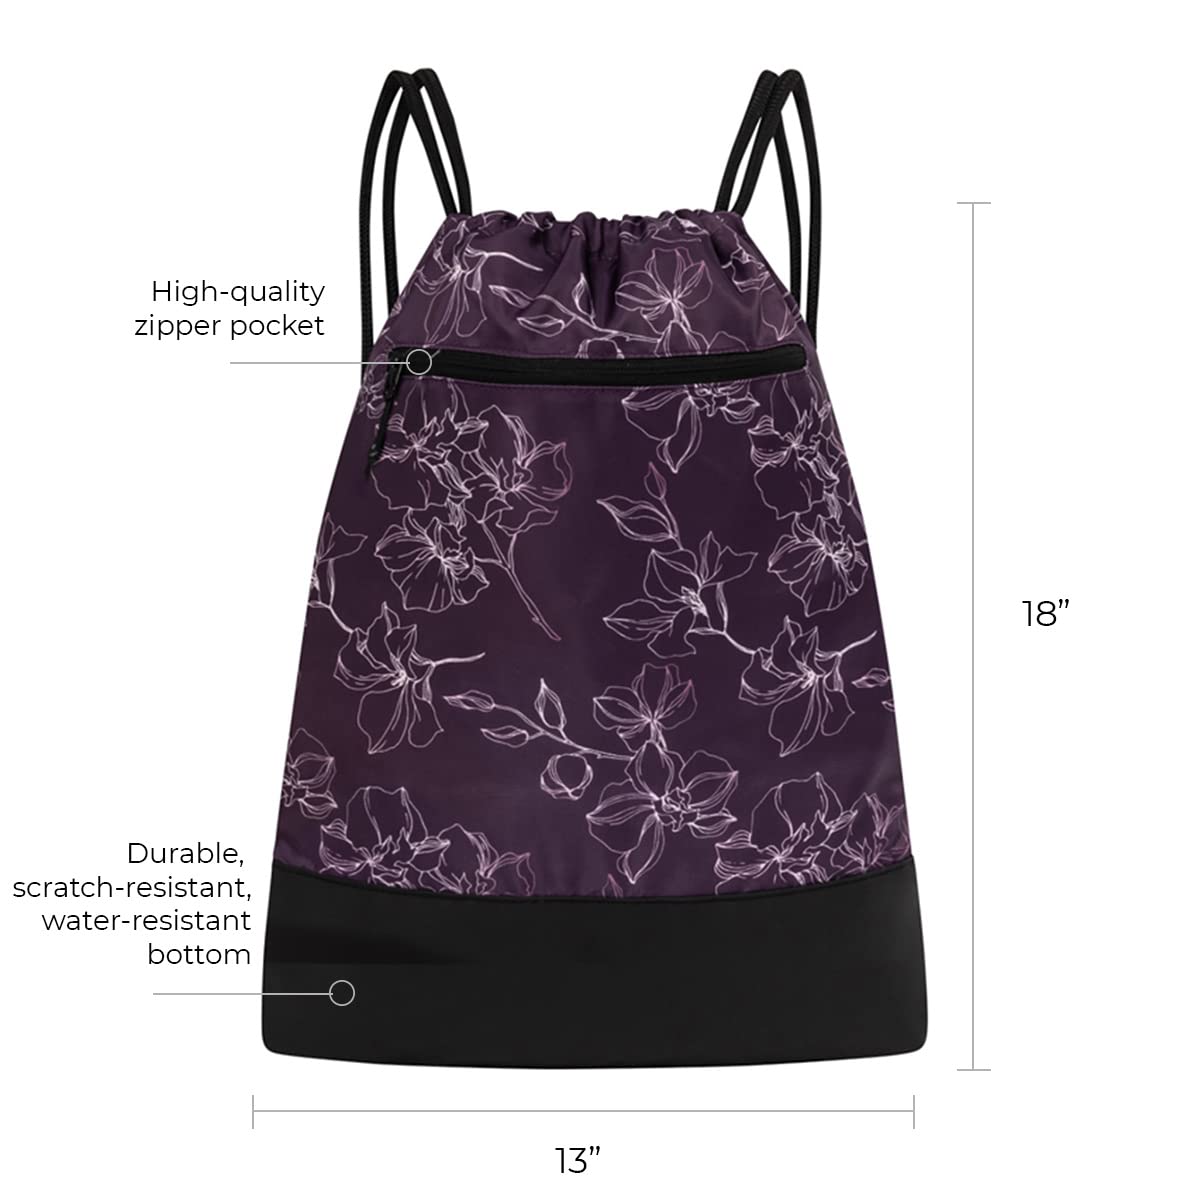 High-quality
zipper pocket
18”
Durable,
scratch-resistant,
water-resistant
bottom
13”